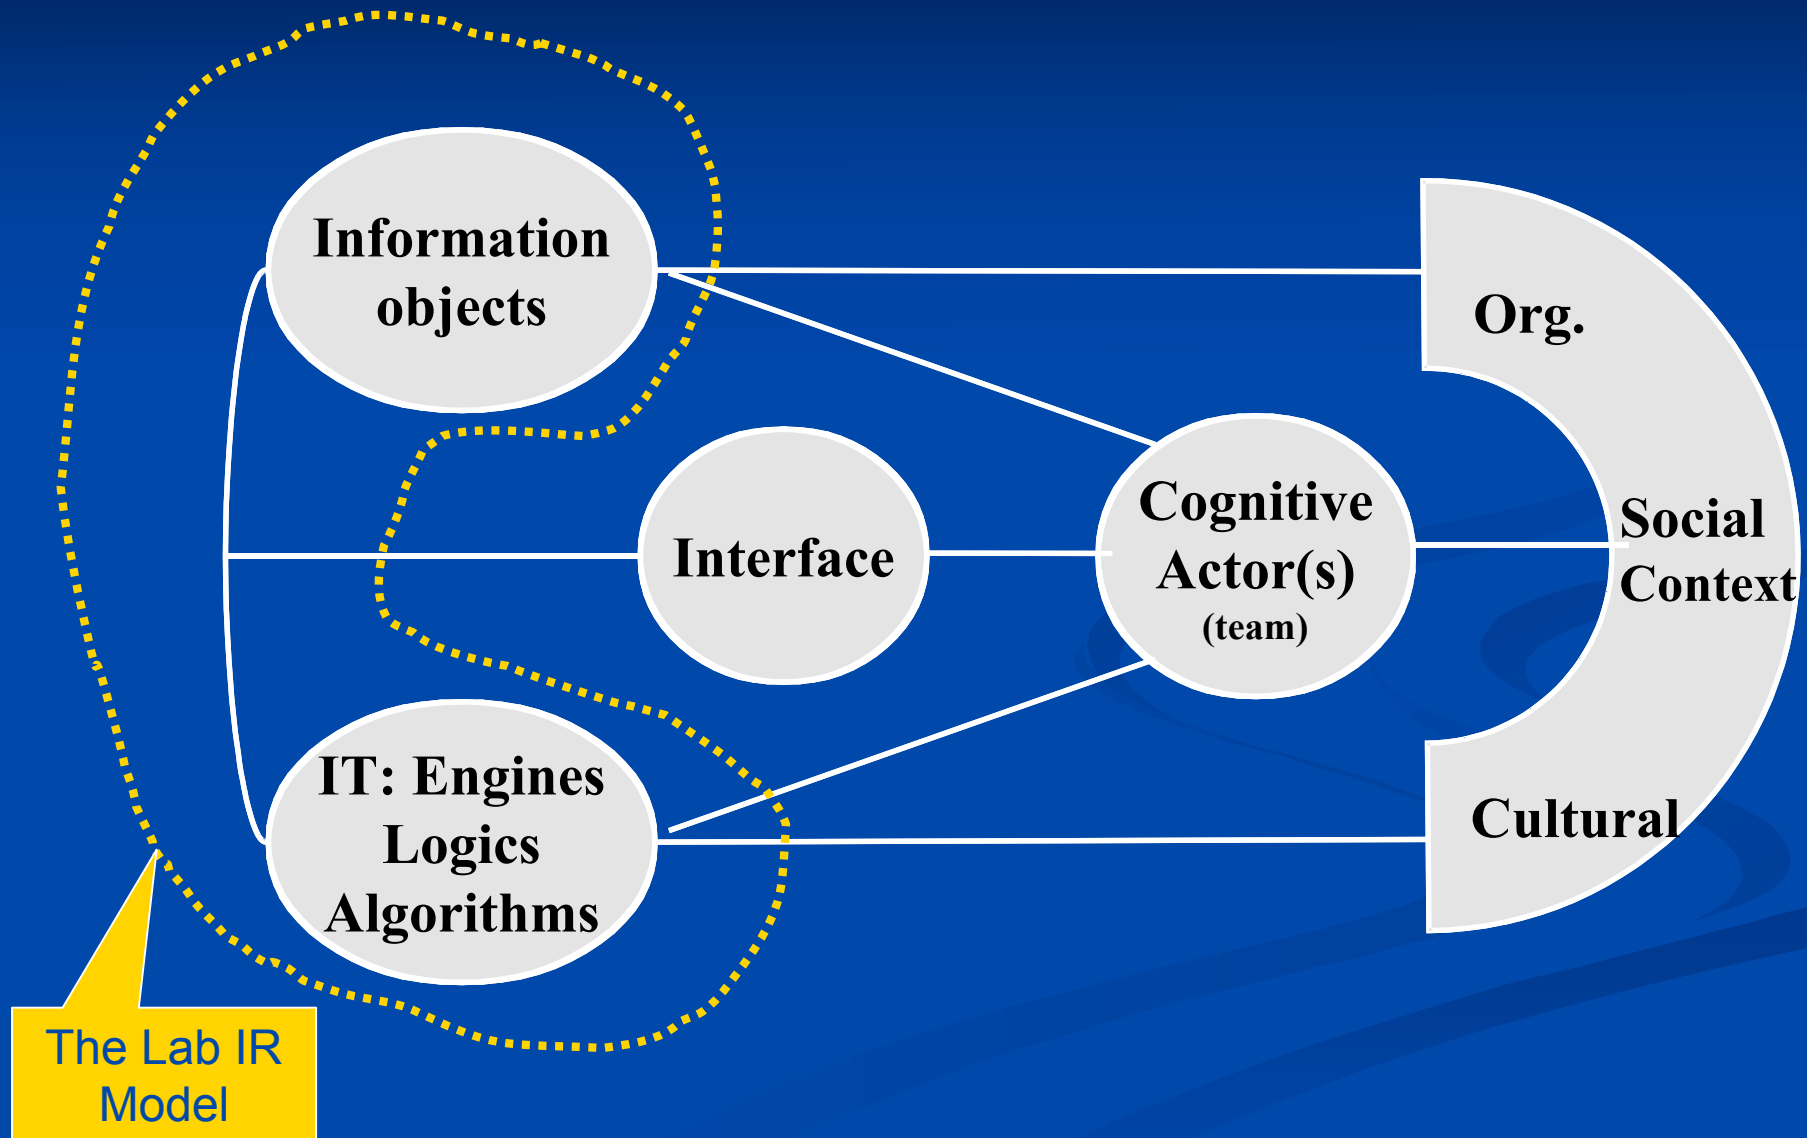 Information
objects
Org.
Interface
Cognitive
Actor(s)
(team)
Social
Context
IT: Engines
Logics
Algorithms
Cultural
The Lab IR
Model